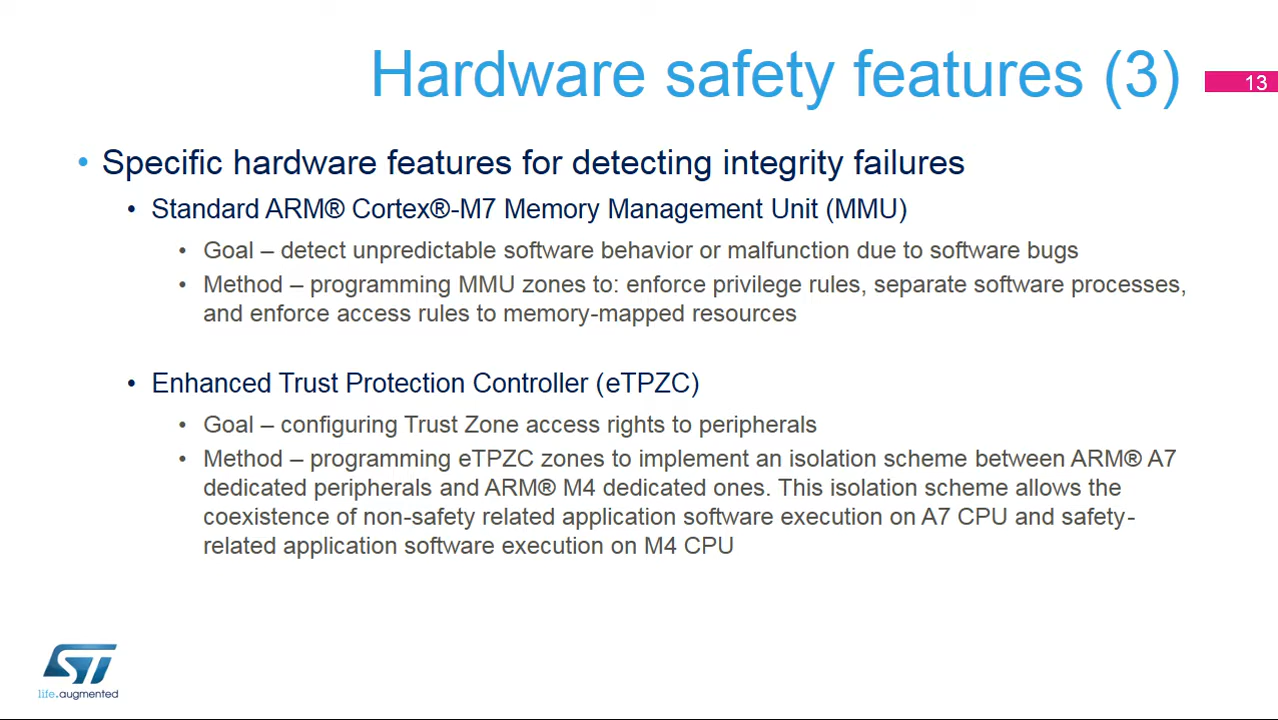 Hardware safety features (3)
13
• Specific hardware features for detecting integrity failures
• Standard ARM® Cortex®-M7 Memory Management Unit (MMU)
• Goal – detect unpredictable software behavior or malfunction due to software bugs
• Method – programming MMU zones to: enforce privilege rules, separate software processes,
and enforce access rules to memory-mapped resources
• Enhanced Trust Protection Controller (eTPZC)
• Goal – configuring Trust Zone access rights to peripherals
• Method – programming eTPZC zones to implement an isolation scheme between ARM® A7
dedicated peripherals and ARM® M4 dedicated ones. This isolation scheme allows the
coexistence of non-safety related application software execution on A7 CPU and safety-
related application software execution on M4 CPU
ST
life.augmented